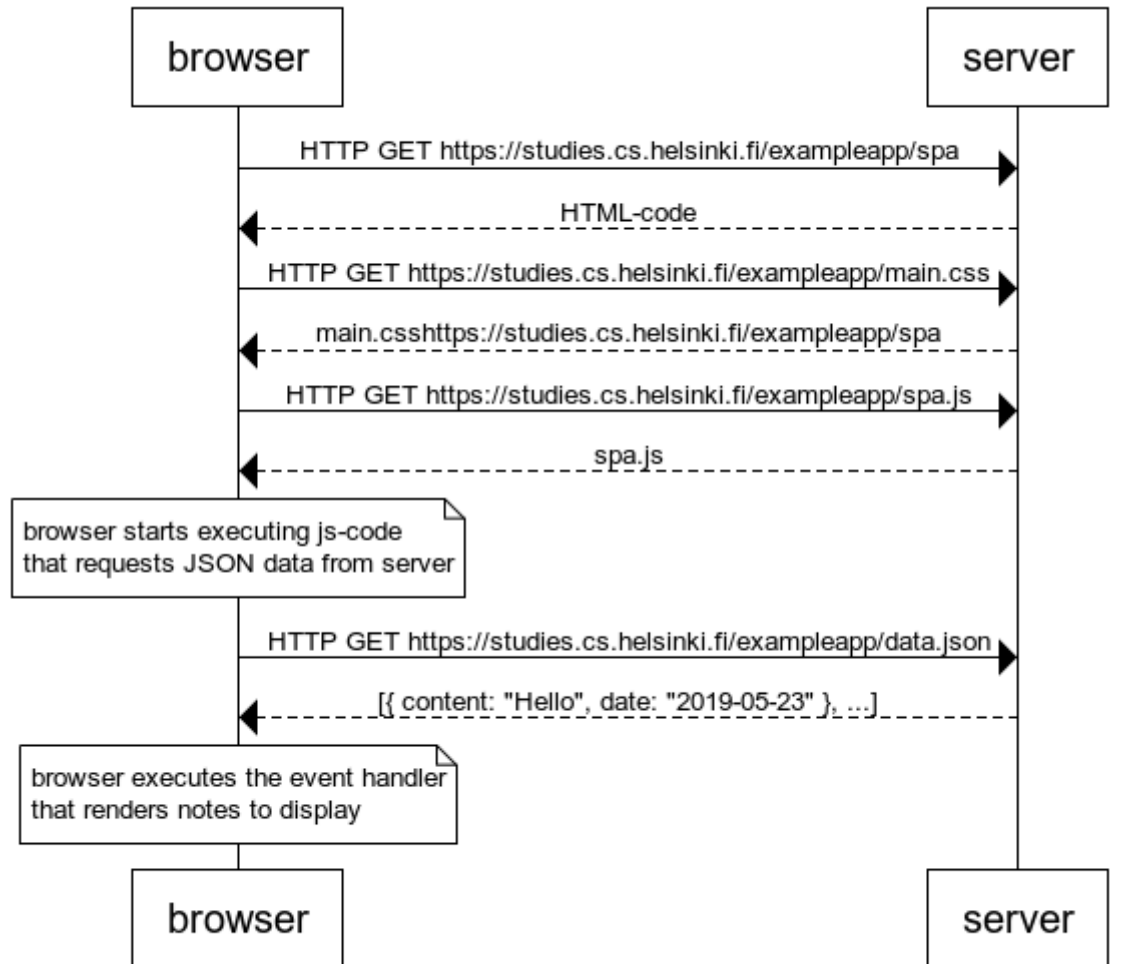 browser
server
HTTP GET https://studies.cs.helsinki.fi/exampleapp/spa
HTML-code
HTTP GET https://studies.cs.helsinki.fi/exampleapp/main.css
main.csshttps://studies.cs.helsinki.fi/exampleapp/spa
HTTP GET https://studies.cs.helsinki.fi/exampleapp/spa.js
spa.js
browser starts executing js-code
that requests JSON data from server
HTTP GET https://studies.cs.helsinki.fi/exampleapp/data.json
[{ content: "Hello", date: "2019-05-23" }, ...]
browser executes the event handler
that renders notes to display
browser
server